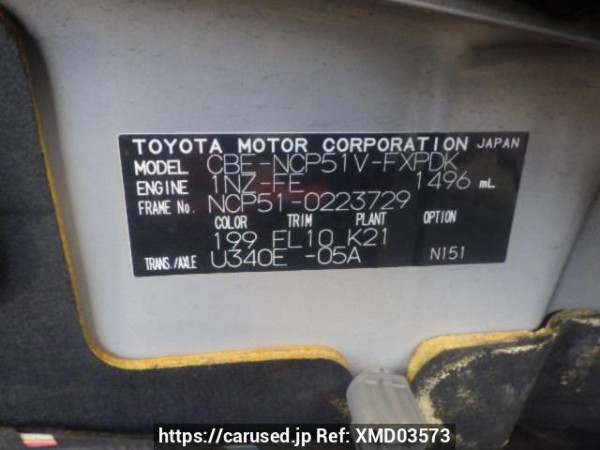 TOYOTA MOTOR CORPORATION JAPAN
MODEL CBE-NCP51V-FXPDK
ENGINE 1NZ-FE 1496 mL
FRAME No. NCP51-0223729
COLOR TRIM PLANT OPTION
199 FL10 K21
TRANS./AXLE U340E -05A N151
https://carused.jp Ref: XMD03573